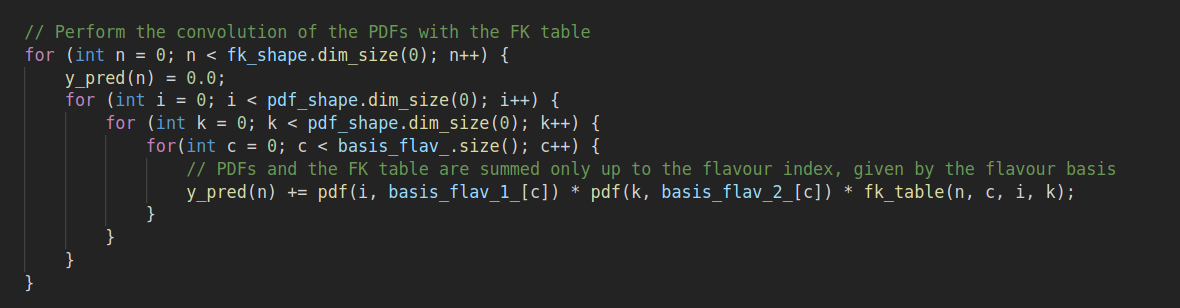 // Perform the convolution of the PDFs with the FK table
for (int n = 0; n < fk_shape.dim_size(0); n++) {
    y_pred(n) = 0.0;
    for (int i = 0; i < pdf_shape.dim_size(0); i++) {
        for (int k = 0; k < pdf_shape.dim_size(0); k++) {
            for(int c = 0; c < basis_flav_.size(); c++) {
                // PDFs and the FK table are summed only up to the flavour index, given by the flavour basis
                y_pred(n) += pdf(i, basis_flav_1_[c]) * pdf(k, basis_flav_2_[c]) * fk_table(n, c, i, k);
            }
        }
    }
}